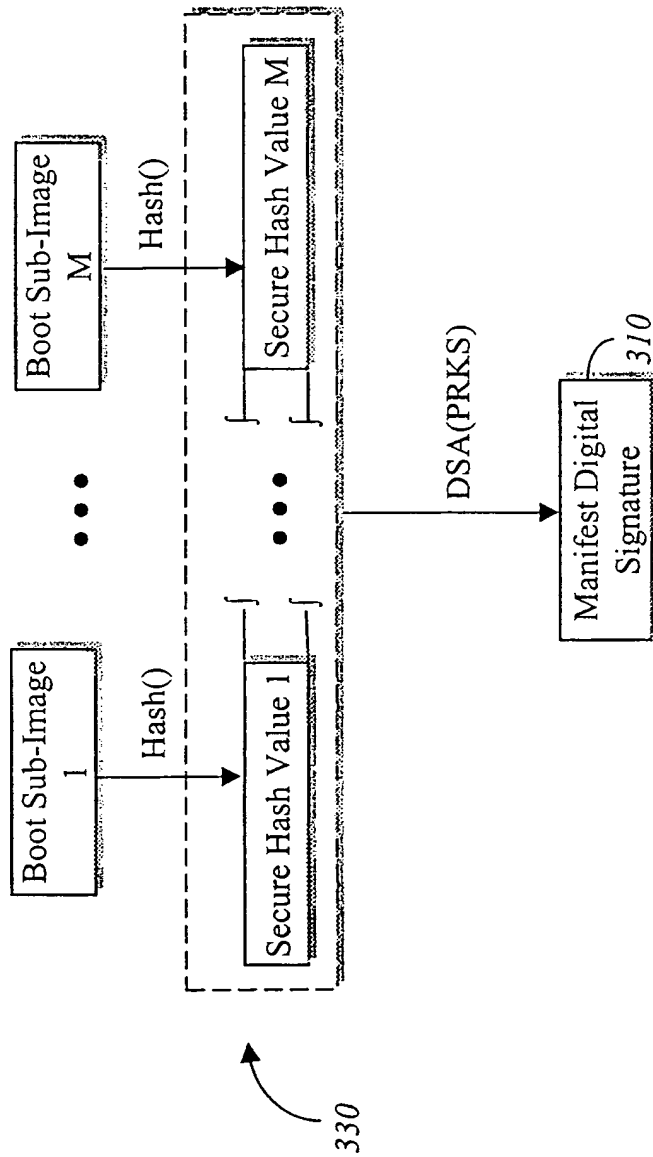 Boot Sub-Image
1
Boot Sub-Image
M
Hash()
Hash()
Secure Hash Value 1
Secure Hash Value M
330
DSA(PRKS)
Manifest Digital
Signature
310